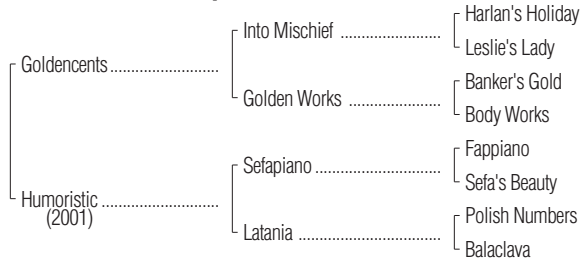 Harlan's Holiday
Into Mischief ........................
Leslie's Lady
Goldencents............................
Banker's Gold
Golden Works ........................
Body Works
Fappiano
Sefapiano ................................
Sefa's Beauty
Humoristic ..............................
(2001)
Polish Numbers
Latania ....................................
Balaclava